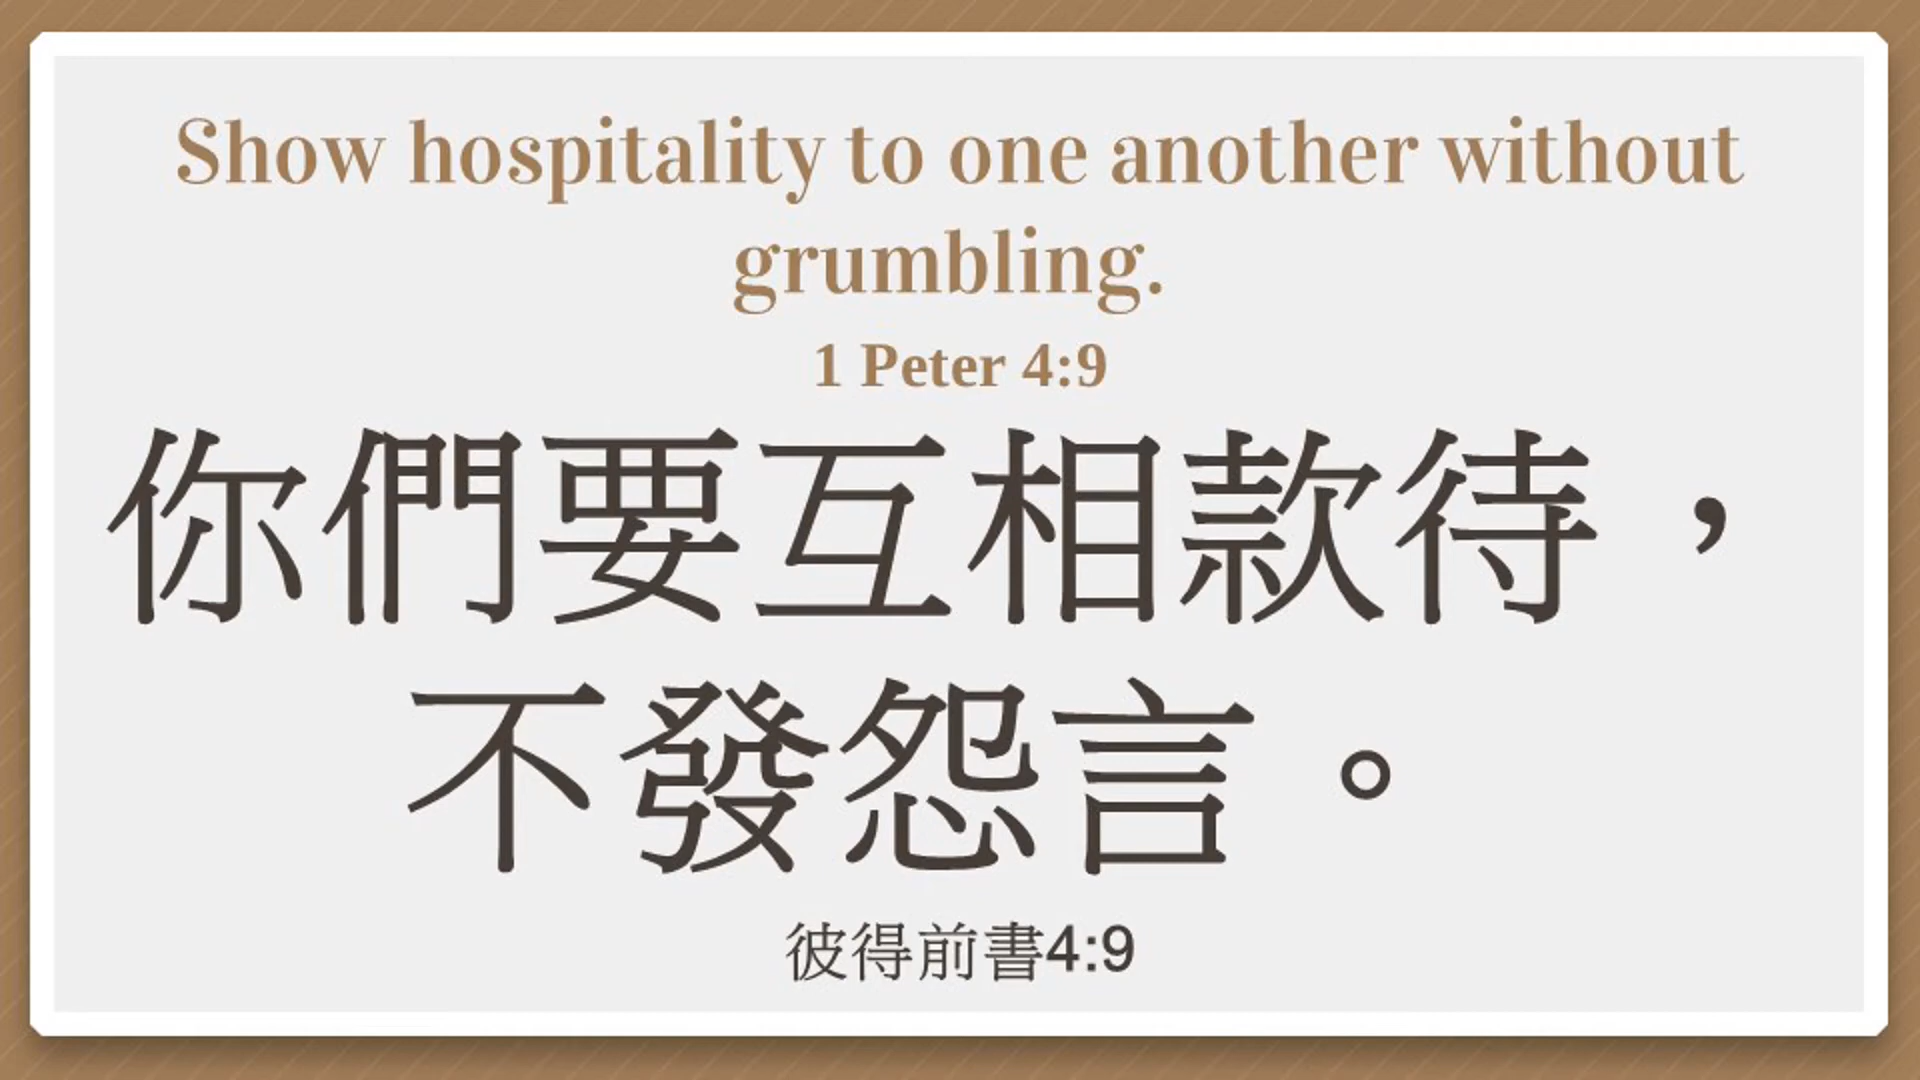 Show hospitality to one another without
grumbling.
1 Peter 4:9
你們要互相款待，
不發怨言。
彼得前書4:9